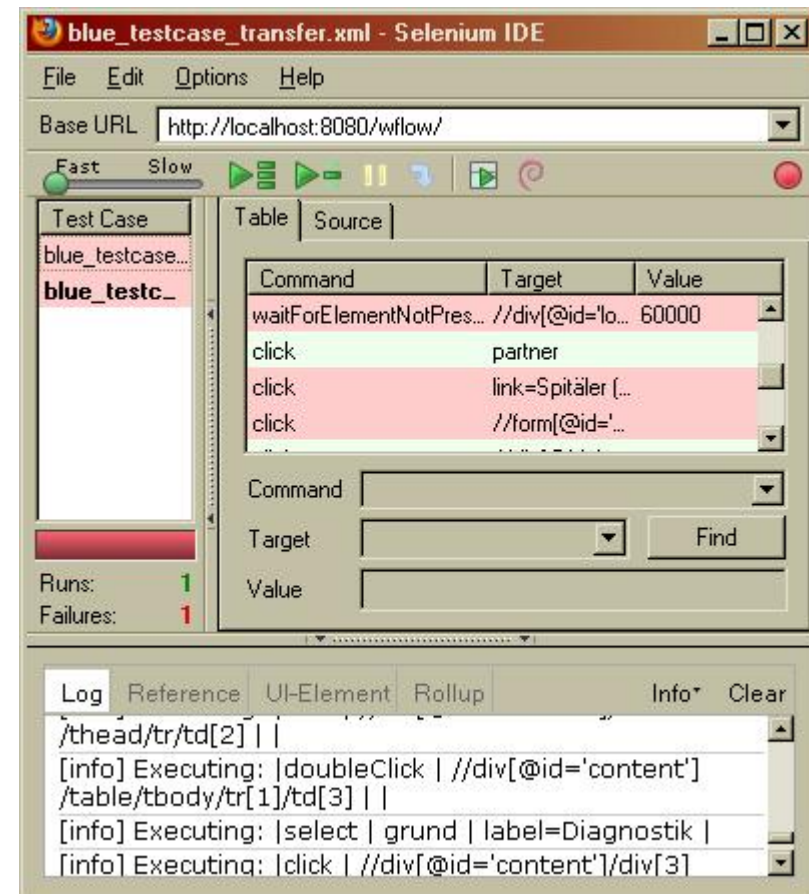 blue_testcase_transfer.xml - Selenium IDE
File Edit Options Help
Base URL http://localhost:8080/wflow/
Fast Slow
Test Case
blue_testcase...
blue_testc_
Table Source
Command Target Value
waitForElementNotPres... //div[@id='lo... 60000
click partner
click link=Spitäler (...
click //form[@id='...
Command
Target Find
Value
Runs: 1
Failures: 1
Log Reference UI-Element Rollup Info Clear
/thead/tr/td[2] | |
[info] Executing: |doubleClick | //div[@id='content']
/table/tbody/tr[1]/td[3] | |
[info] Executing: |select | grund | label=Diagnostik |
[info] Executing: |click | //div[@id='content']/div[3]